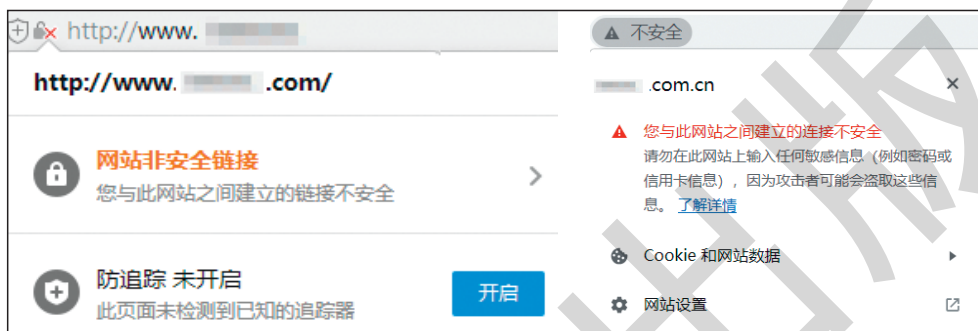 http://www.
http://www. .com/
网站非安全链接
您与此网站之间建立的链接不安全
防追踪 未开启
此页面未检测到已知的追踪器
开启
不安全
.com.cn
您与此网站之间建立的连接不安全
请勿在此网站上输入任何敏感信息（例如密码或
信用卡信息），因为攻击者可能会盗取这些信
息。 了解详情
Cookie 和网站数据
网站设置
出版